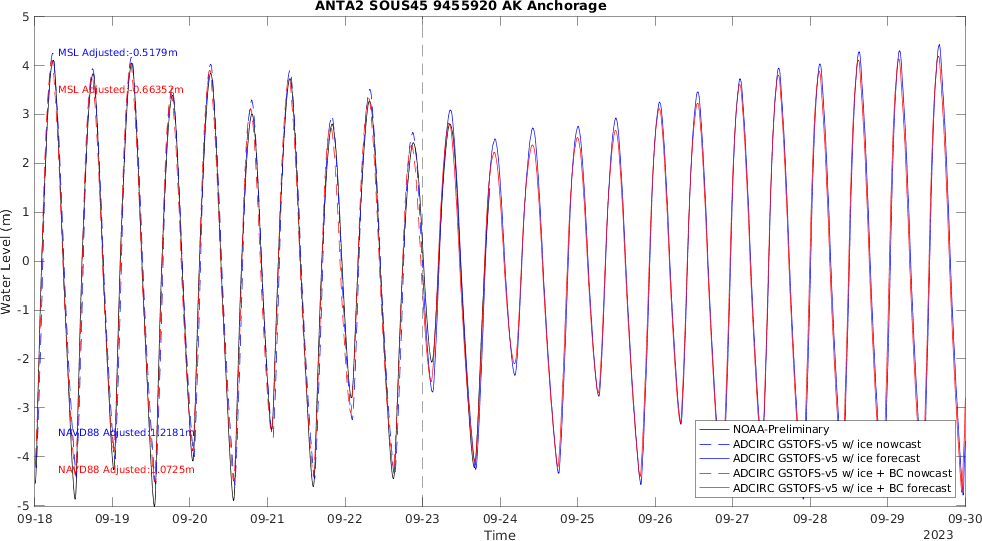 ANTA2 SOUS45 9455920 AK Anchorage
Water Level (m)
5
4
3
2
1
0
-1
-2
-3
-4
-5
MSL Adjusted:-0.5179m
MSL Adjusted:-0.66352m
NAVD88 Adjusted:1.2181m
NAVD88 Adjusted:1.0725m
NOAA-Preliminary
ADCIRC GSTOFS-v5 w/ ice nowcast
ADCIRC GSTOFS-v5 w/ ice forecast
ADCIRC GSTOFS-v5 w/ ice + BC nowcast
ADCIRC GSTOFS-v5 w/ ice + BC forecast
09-18 09-19 09-20 09-21 09-22 09-23 09-24 09-25 09-26 09-27 09-28 09-29 09-30
Time
2023